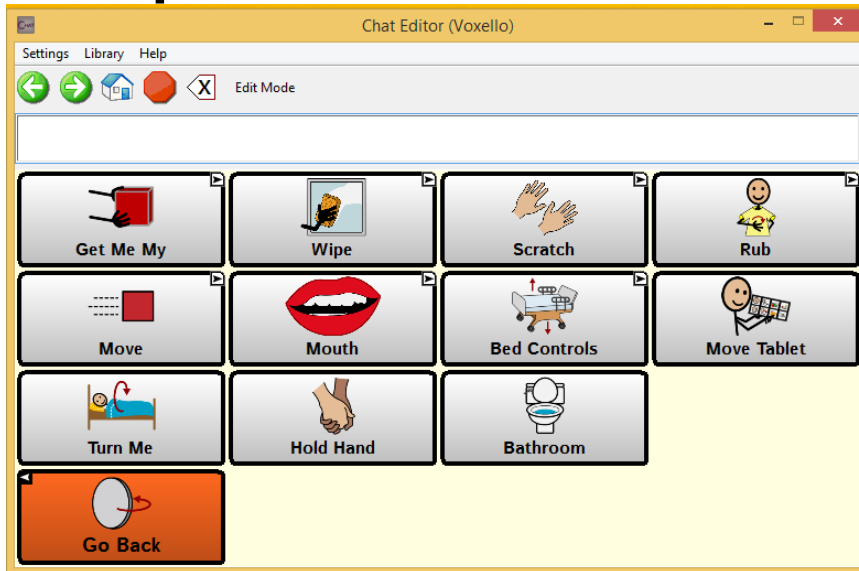 Chat Editor (Voxello)
Settings Library Help
X Edit Mode
Get Me My Wipe Scratch Rub
Move Mouth Bed Controls Move Tablet
Turn Me Hold Hand Bathroom
Go Back